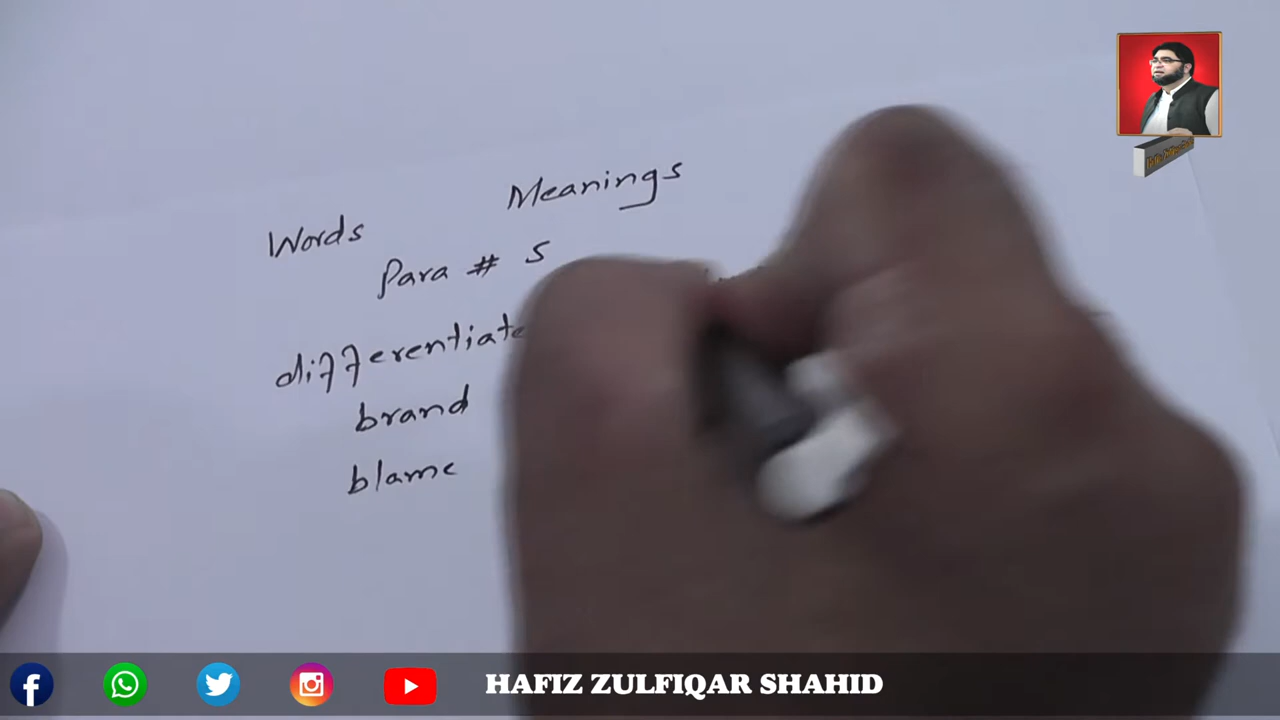 Words Meanings
Para # 5
differentiate
brand
blame
HAFIZ ZULFIQAR SHAHID